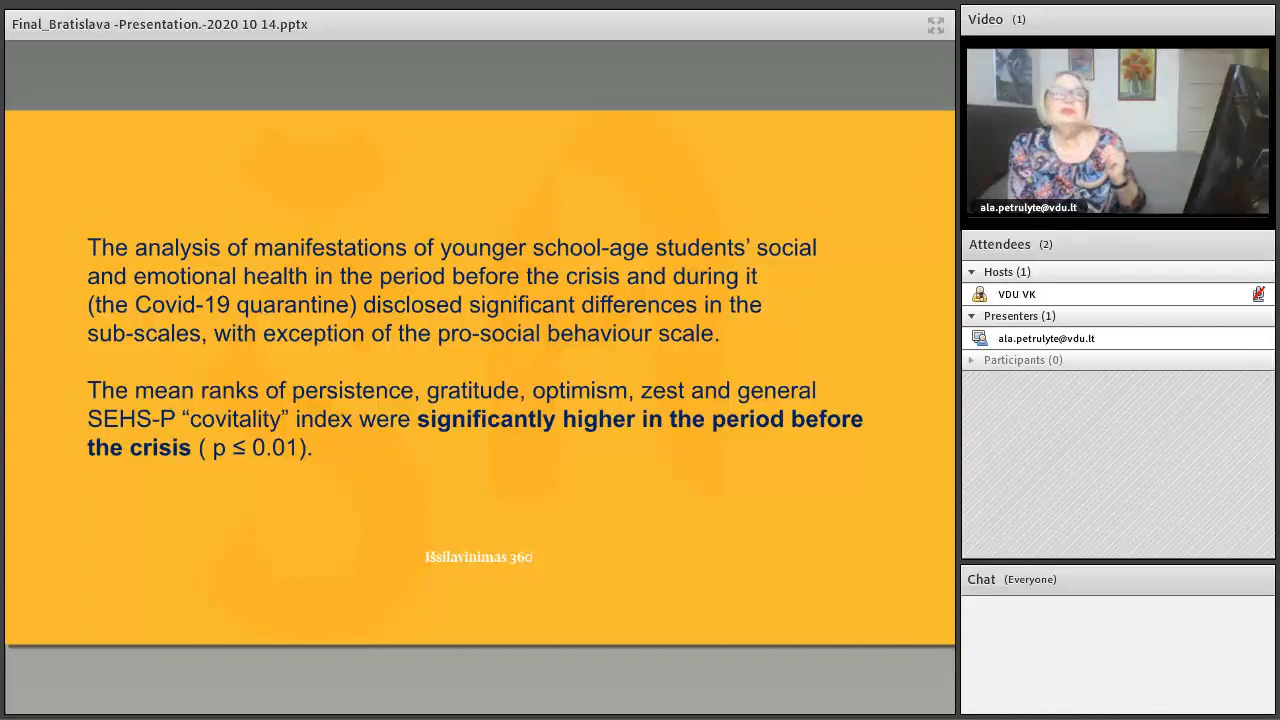 Final_Bratislava -Presentation.-2020 10 14.pptx
The analysis of manifestations of younger school-age students’ social
and emotional health in the period before the crisis and during it
(the Covid-19 quarantine) disclosed significant differences in the
sub-scales, with exception of the pro-social behaviour scale.
The mean ranks of persistence, gratitude, optimism, zest and general
SEHS-P “covitality” index were significantly higher in the period before
the crisis ( p ≤ 0.01).
Išsilavinimas 360
Video (1)
ala.petrulyte@vdu.lt
Attendees (2)
Hosts (1)
VDU VK
Presenters (1)
ala.petrulyte@vdu.lt
Participants (0)
Chat (Everyone)